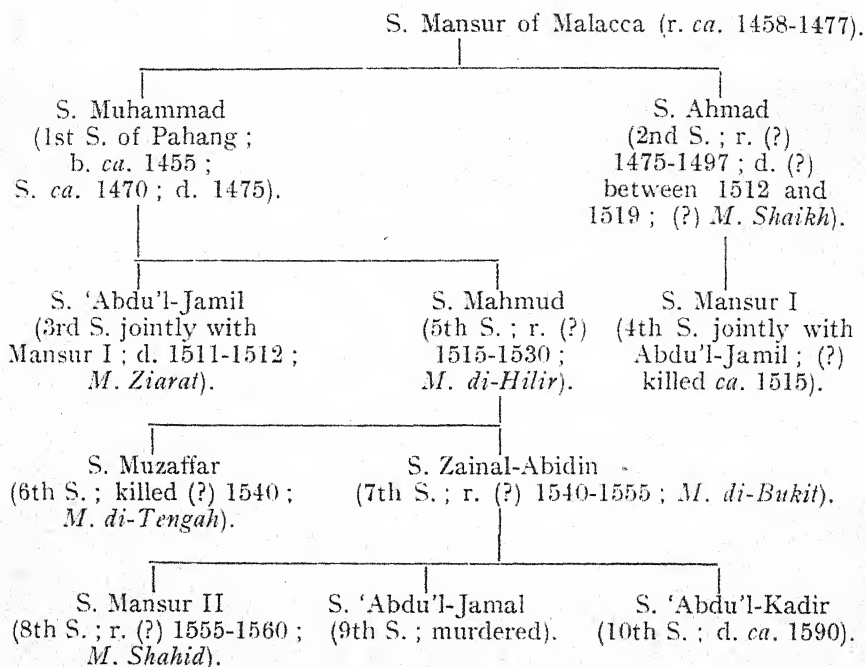 S. Mansur of Malacca (r. ca. 1458-1477).
S. Muhammad
(1st S. of Pahang ;
b. ca. 1455 ;
S. ca. 1470 ; d. 1475).
S. Ahmad
(2nd S. ; r. (?)
1475-1497 ; d. (?)
between 1512 and
1519 ; (?) M. Shaikh).
S. ‘Abdu'l-Jamil
(3rd S. jointly with
Mansur I ; d. 1511-1512 ;
M. Ziarat).
S. Mahmud
(5th S. ; r. (?)
1515-1530 ;
M. di-Hilir).
S. Mansur I
(4th S. jointly with
Abdu'l-Jamil ; (?)
killed ca. 1515).
S. Muzaffar
(6th S. ; killed (?) 1540 ;
M. di-Tengah).
S. Zainal-Abidin
(7th S. ; r. (?) 1540-1555 ; M. di-Bukit).
S. Mansur II
(8th S. ; r. (?) 1555-1560 ;
M. Shahid).
S. ‘Abdu'l-Jamal
(9th S. ; murdered).
S. ‘Abdu'l-Kadir
(10th S. ; d. ca. 1590).